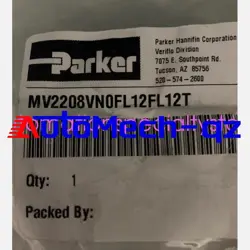 Parker Hannifin Corporation
Veriflo Division
7075 E. Southpoint Rd.
Tucson, AZ 85756
520-574-2600
Parker
MV2208VN0FL12FL12T
AutoMech-qz
Qty: 1
Packed By: